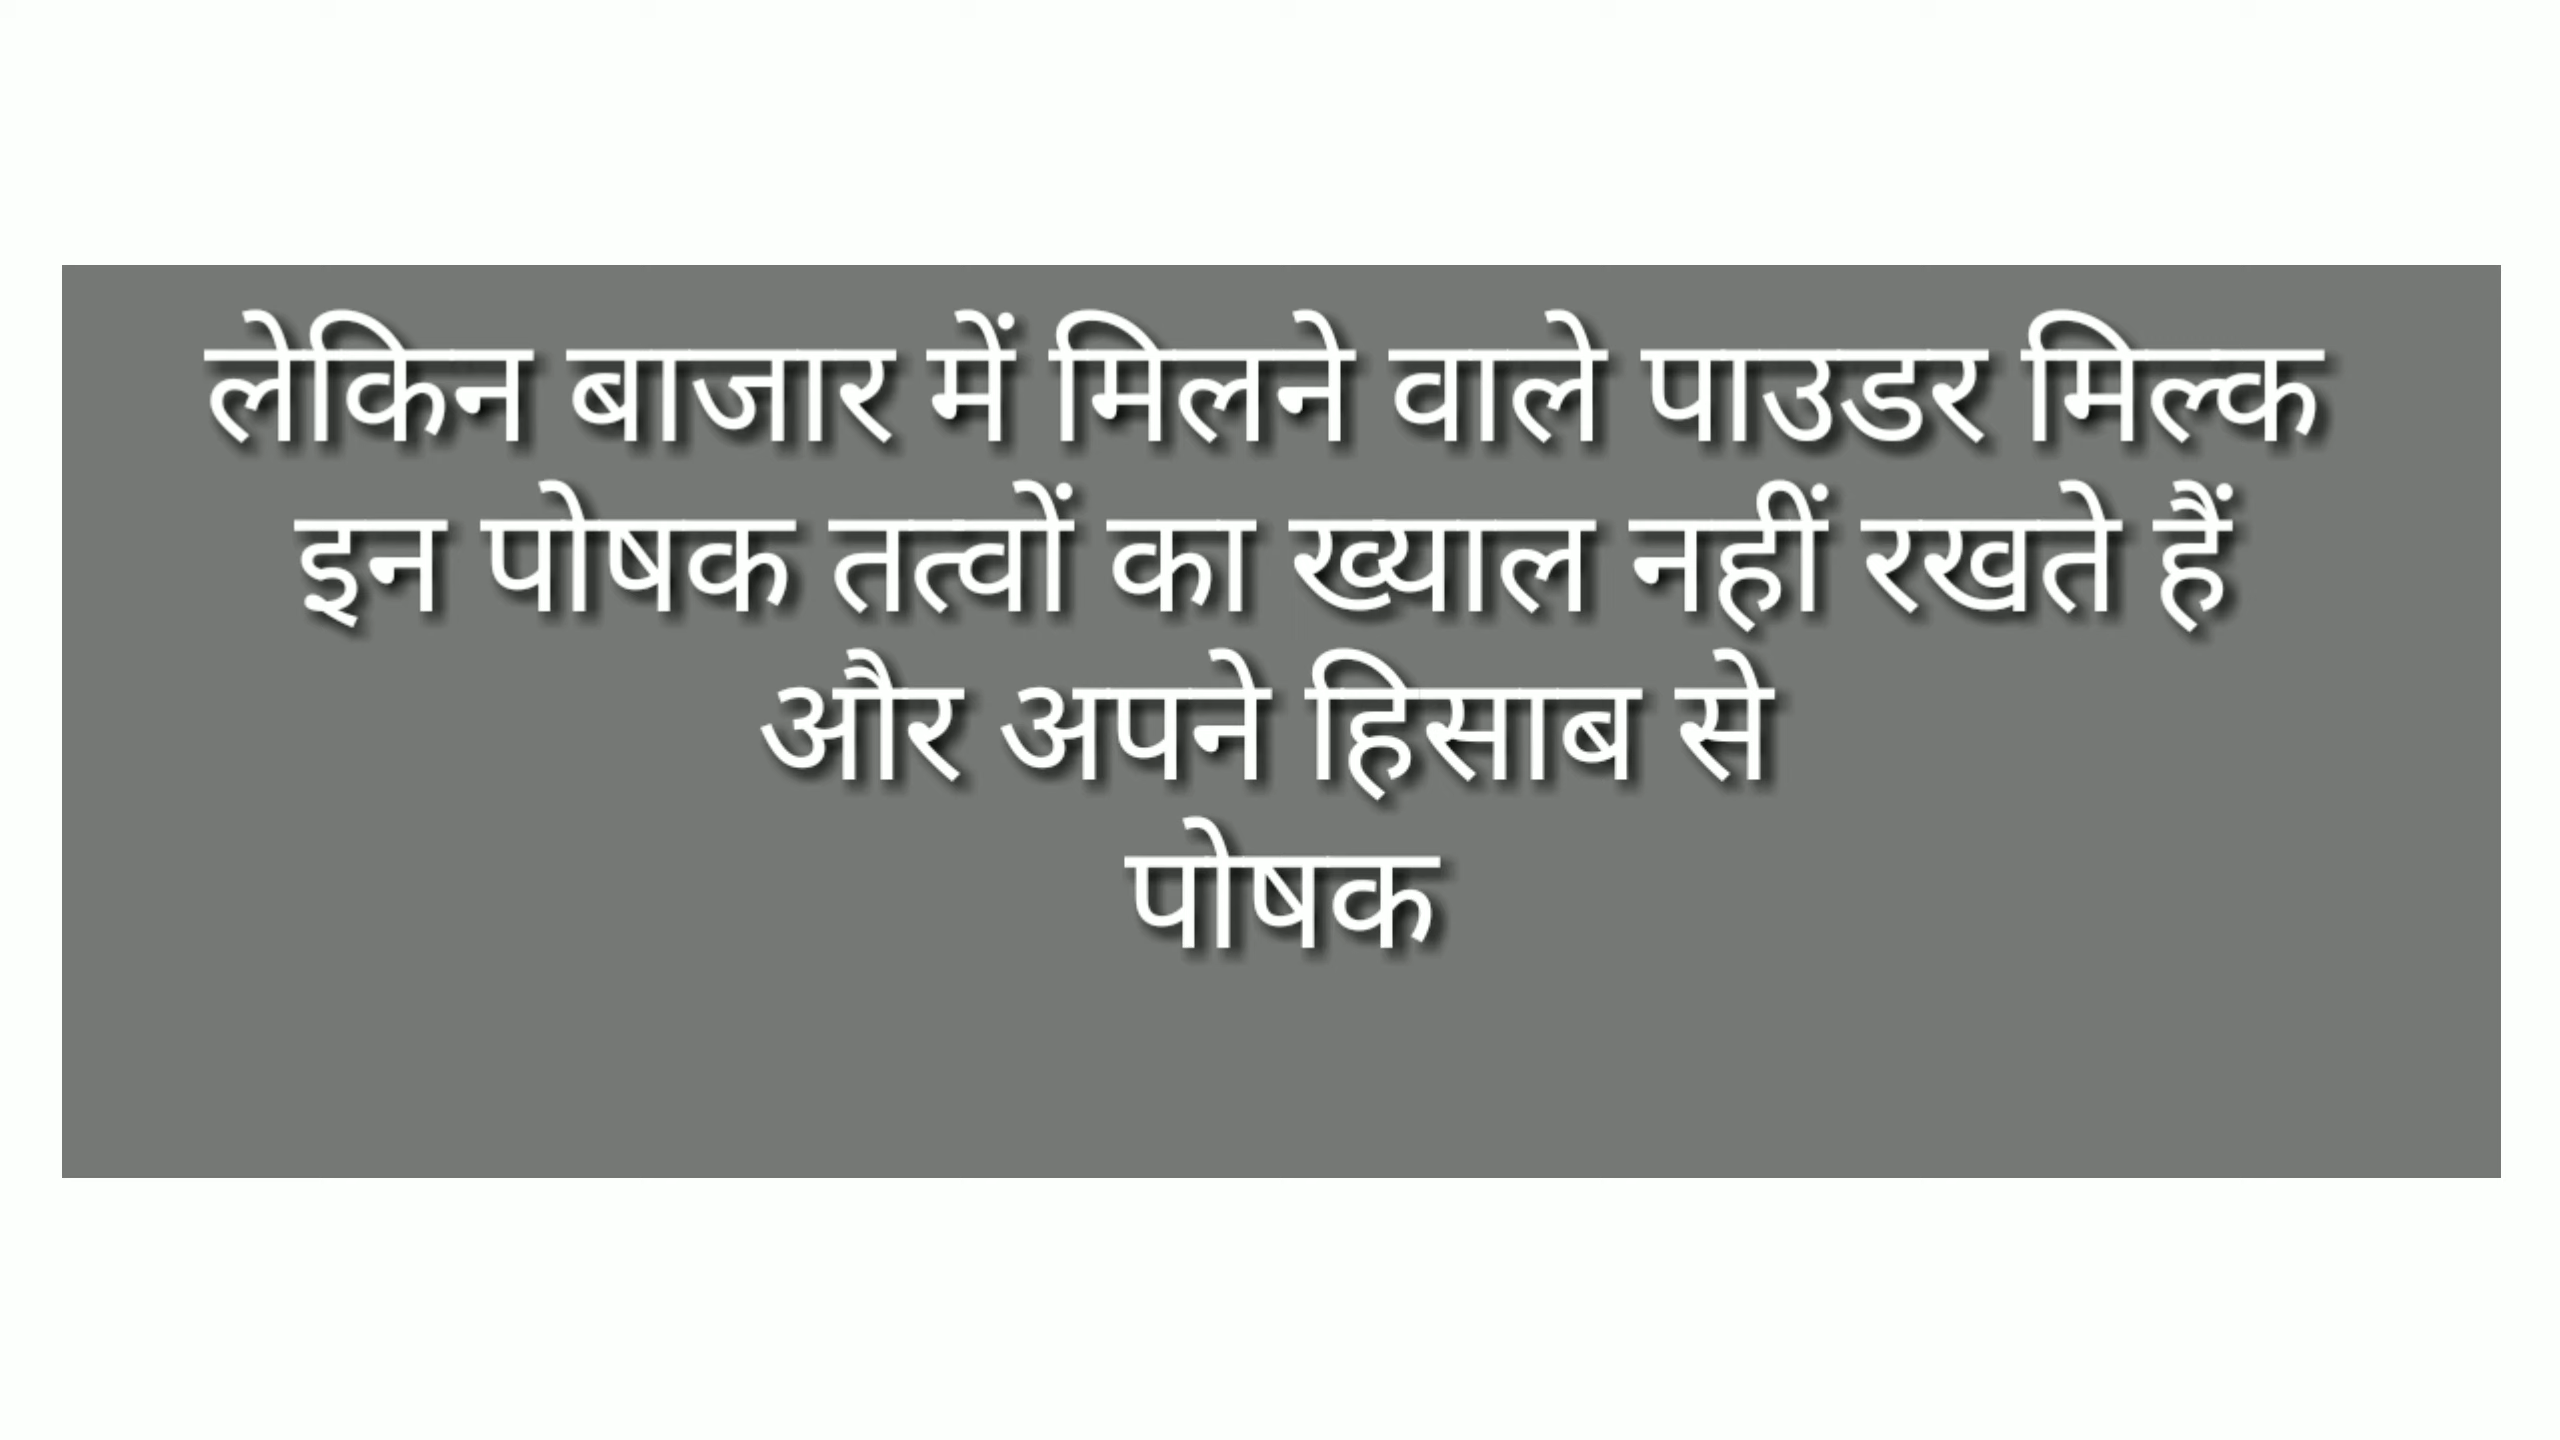 लेकिन बाजार में मिलने वाले पाउडर मिल्क
इन पोषक तत्वों का ख्याल नहीं रखते हैं
और अपने हिसाब से
पोषक